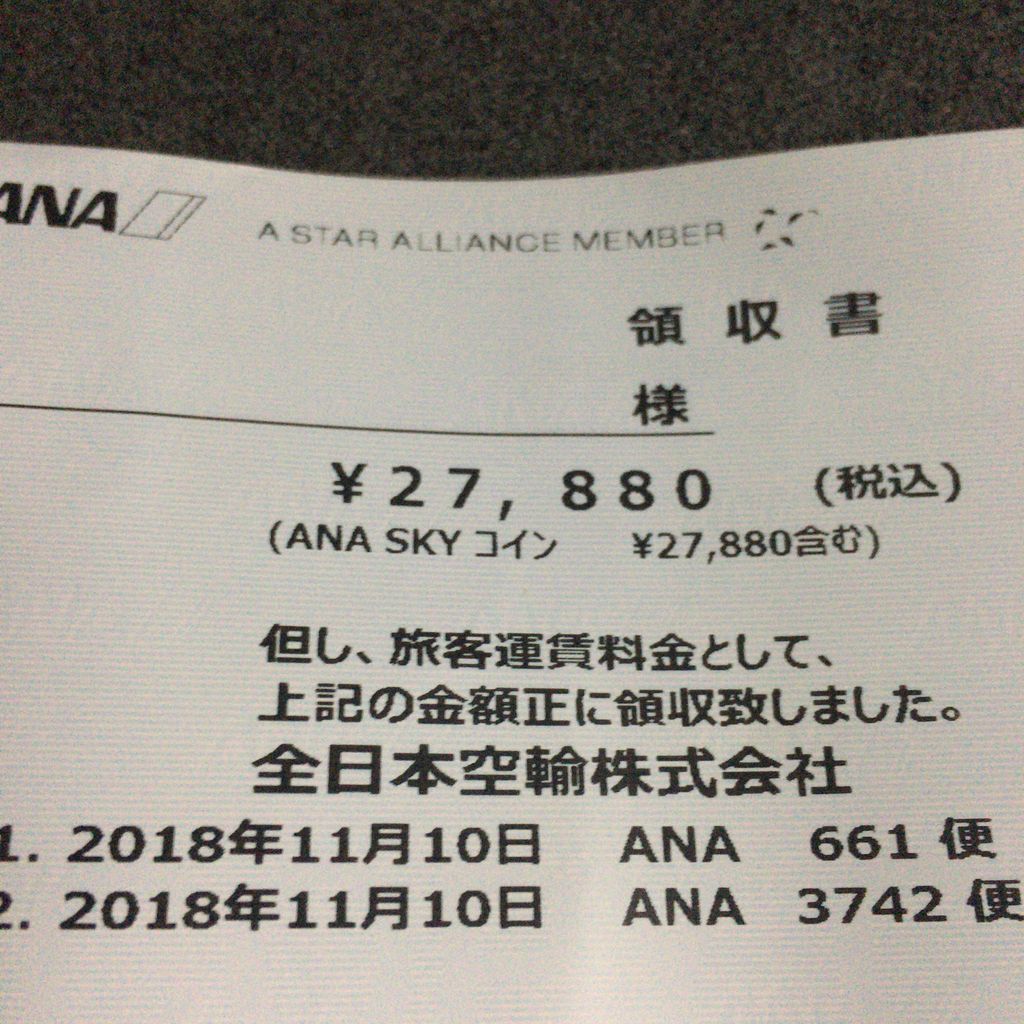 ANA A STAR ALLIANCE MEMBER
領 収 書
様
¥27,880 (税込)
(ANA SKY コイン ¥27,880含む)
但し、旅客運賃料金として、
上記の金額正に領収致しました。
全日本空輸株式会社
1. 2018年11月10日 ANA 661 便
2. 2018年11月10日 ANA 3742 便